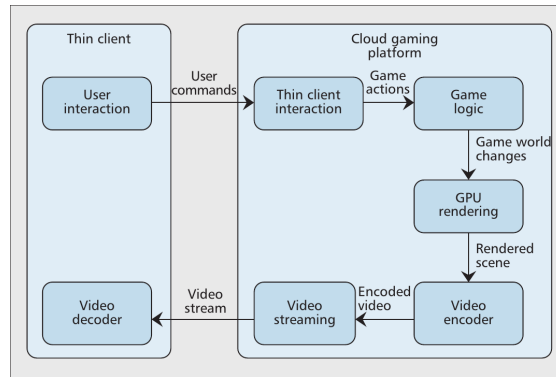 Thin client
Cloud gaming
platform
User
interaction
User
commands
Thin client
interaction
Game
actions
Game
logic
Game world
changes
GPU
rendering
Rendered
scene
Video
decoder
Video
stream
Video
streaming
Encoded
video
Video
encoder